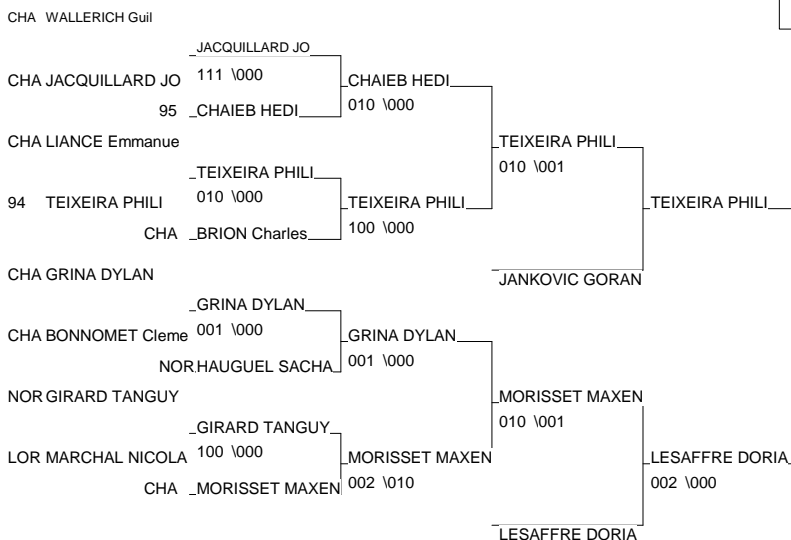 CHA WALLERICH Guil
JACQUILLARD JO
CHA JACQUILLARD JO 111 \000 CHAIEB HEDI
95 CHAIEB HEDI 010 \000
CHA LIANCE Emmanue TEIXEIRA PHILI
010 \001
TEIXEIRA PHILI
94 TEIXEIRA PHILI 010 \000 TEIXEIRA PHILI TEIXEIRA PHILI
CHA BRION Charles 100 \000
CHA GRINA DYLAN JANKOVIC GORAN
GRINA DYLAN
CHA BONNOMET Cleme 001 \000 GRINA DYLAN
NOR HAUGUEL SACHA 001 \000
NOR GIRARD TANGUY MORISSET MAXEN
010 \001
GIRARD TANGUY
LOR MARCHAL NICOLA 100 \000 MORISSET MAXEN LESAFFRE DORIA
CHA MORISSET MAXEN 002 \010 002 \000
LESAFFRE DORIA